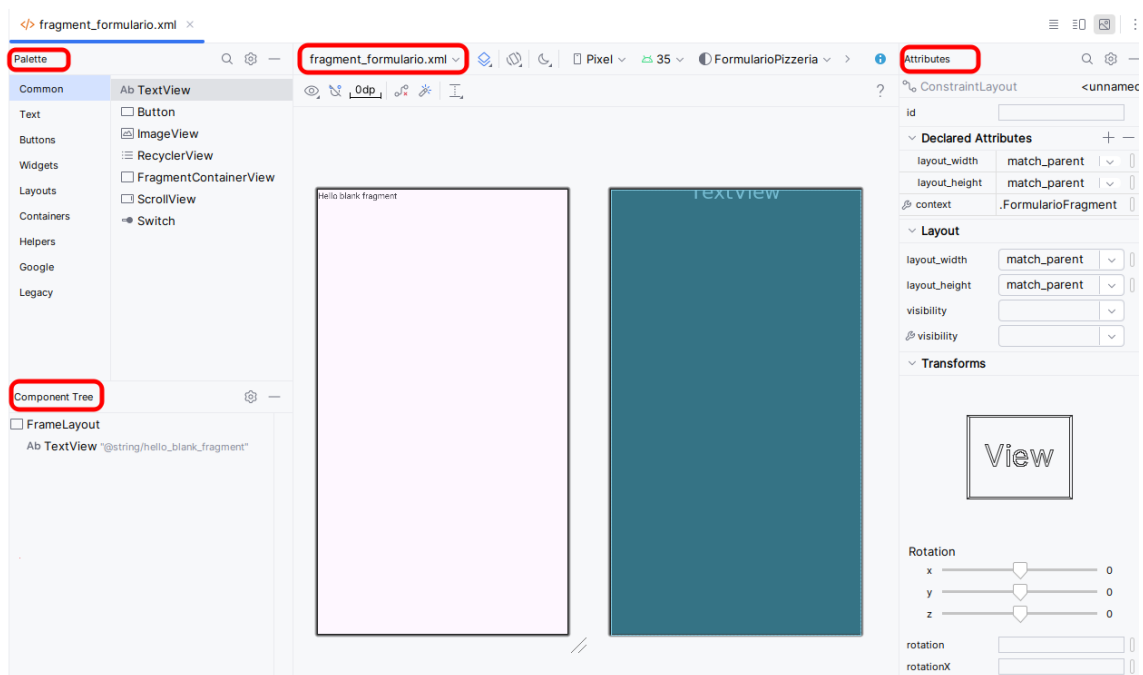 </> fragment_formulario.xml ×
Palette
Common
Text
Buttons
Widgets
Layouts
Containers
Helpers
Google
Legacy
Ab TextView
Button
ImageView
RecyclerView
FragmentContainerView
ScrollView
Switch
Component Tree
FrameLayout
Ab TextView "@string/hello_blank_fragment"
fragment_formulario.xml
Pixel
35
FormularioPizzeria
0dp
?
Hello blank fragment
TextView
Attributes
ConstraintLayout <unnamed
id
Declared Attributes
layout_width match_parent
layout_height match_parent
context .FormularioFragment
Layout
layout_width match_parent
layout_height match_parent
visibility
visibility
Transforms
View
Rotation
x 0
y 0
z 0
rotation
rotationX